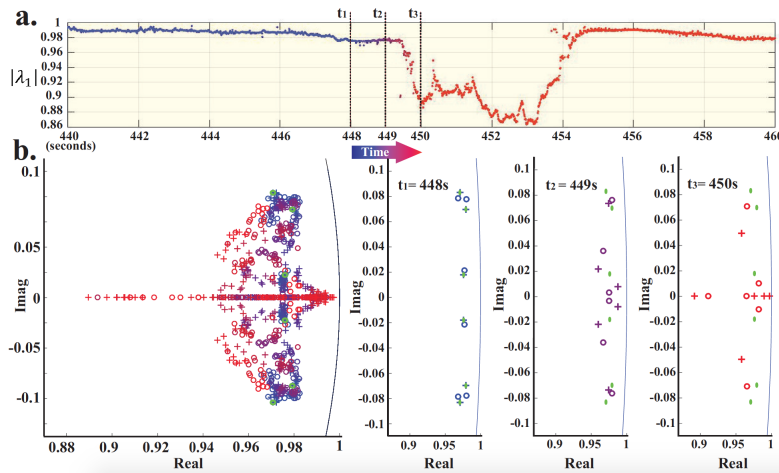 a.
t₁ t₂ t₃
1
0.98
0.96
0.92
0.9
0.88
0.86
|λ₁|
440 442 444 446 448 449 450 452 454 456 458 460
(seconds)
b.
Time
0.1
0.05
0
-0.05
-0.1
Imag
0.88 0.9 0.92 0.94 0.96 0.98 1
Real
t₁= 448s
0.1
0.08
0.06
0.04
0.02
0
-0.02
-0.04
-0.06
-0.08
-0.1
Imag
0.9 0.95 1
Real
t₂= 449s
0.1
0.08
0.06
0.04
0.02
0
-0.02
-0.04
-0.06
-0.08
-0.1
Imag
0.9 0.95 1
Real
t₃= 450s
0.1
0.08
0.06
0.04
0.02
0
-0.02
-0.04
-0.06
-0.08
-0.1
Imag
0.9 0.95 1
Real